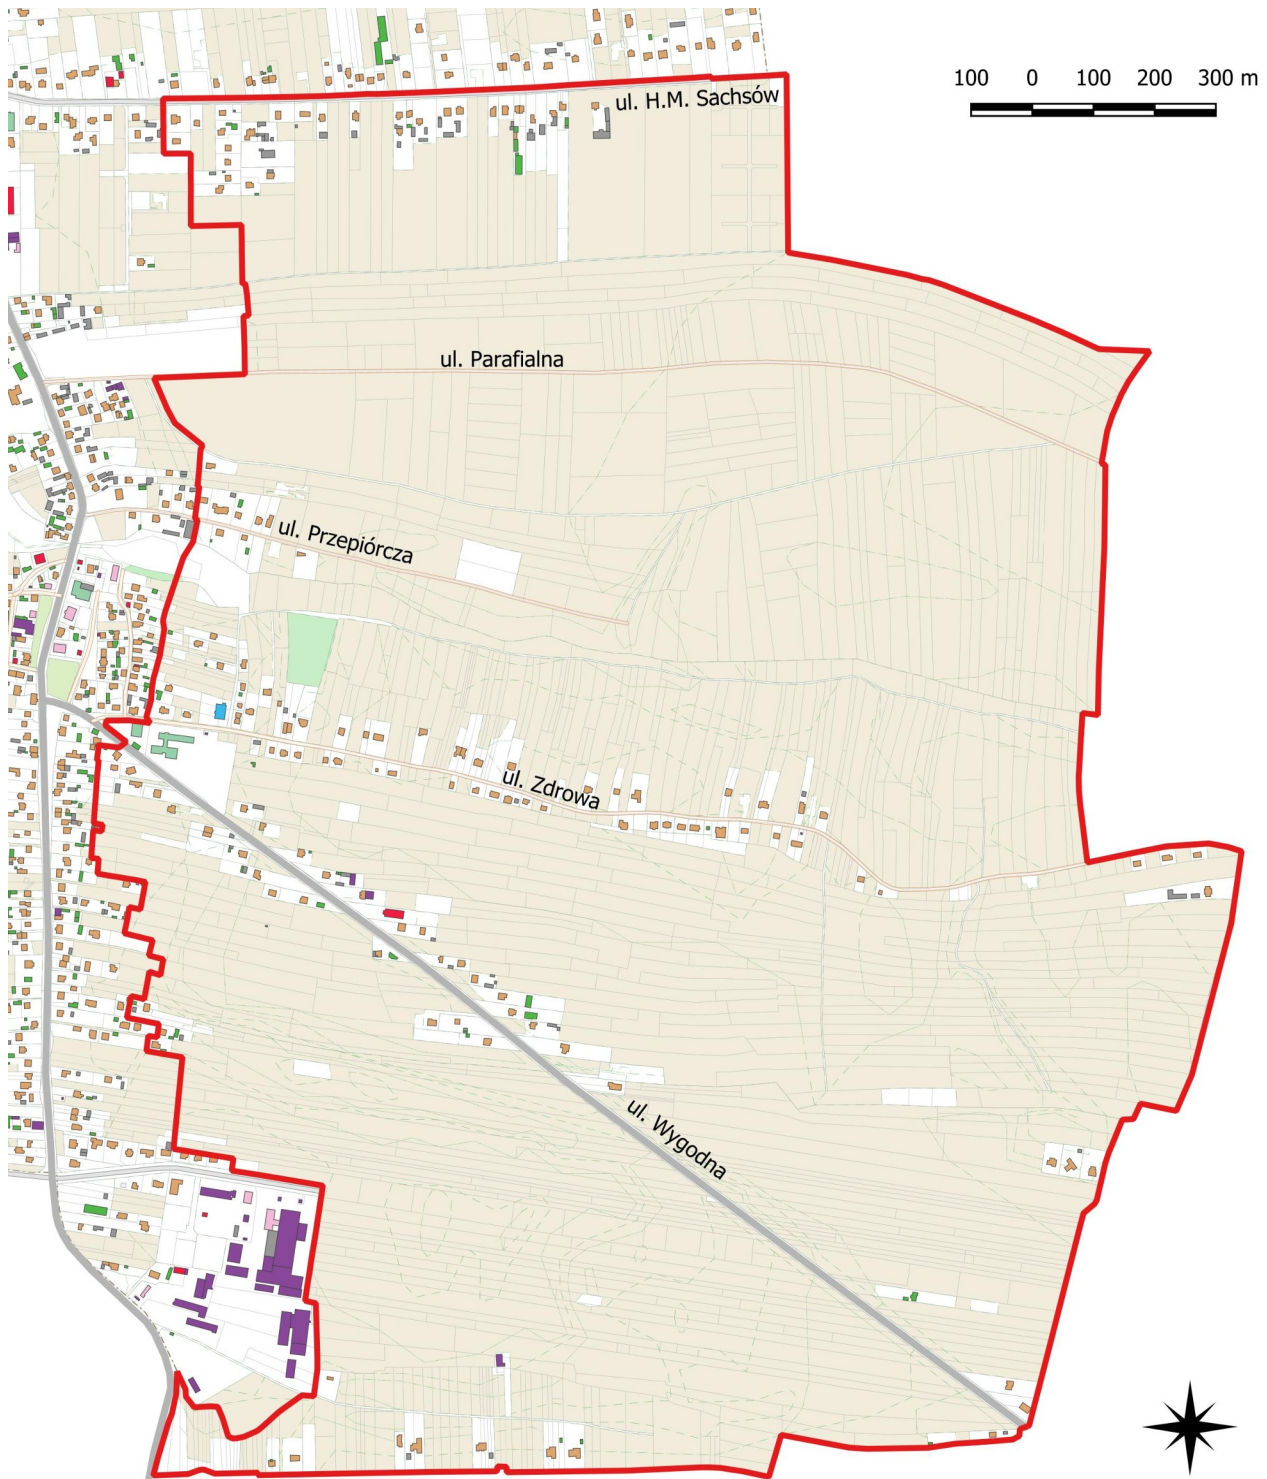 100 0 100 200 300 m
ul. H.M. Sachsów
ul. Parafialna
ul. Przepiórcza
ul. Zdrowa
ul. Wygodna